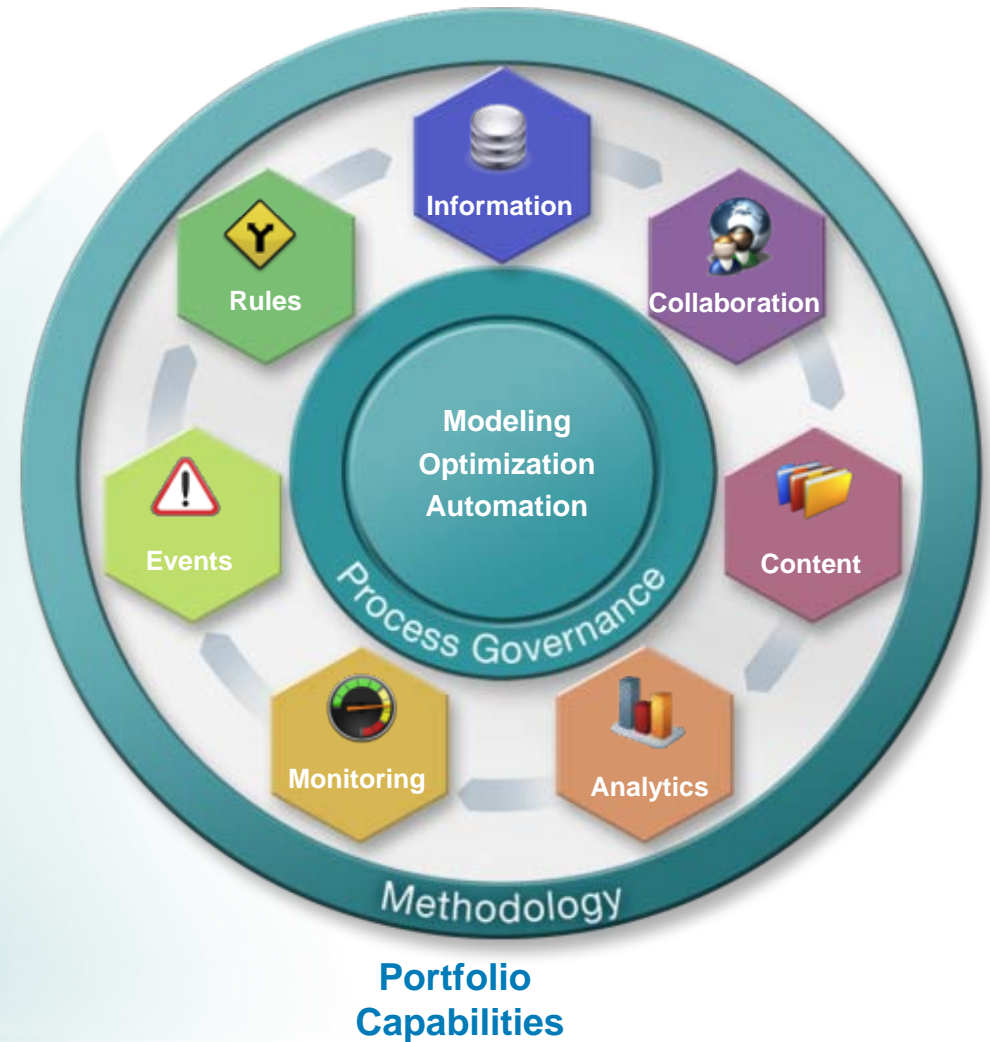 Information
Collaboration
Rules
Modeling
Optimization
Automation
Events
Content
Process Governance
Monitoring
Analytics
Methodology
Portfolio
Capabilities